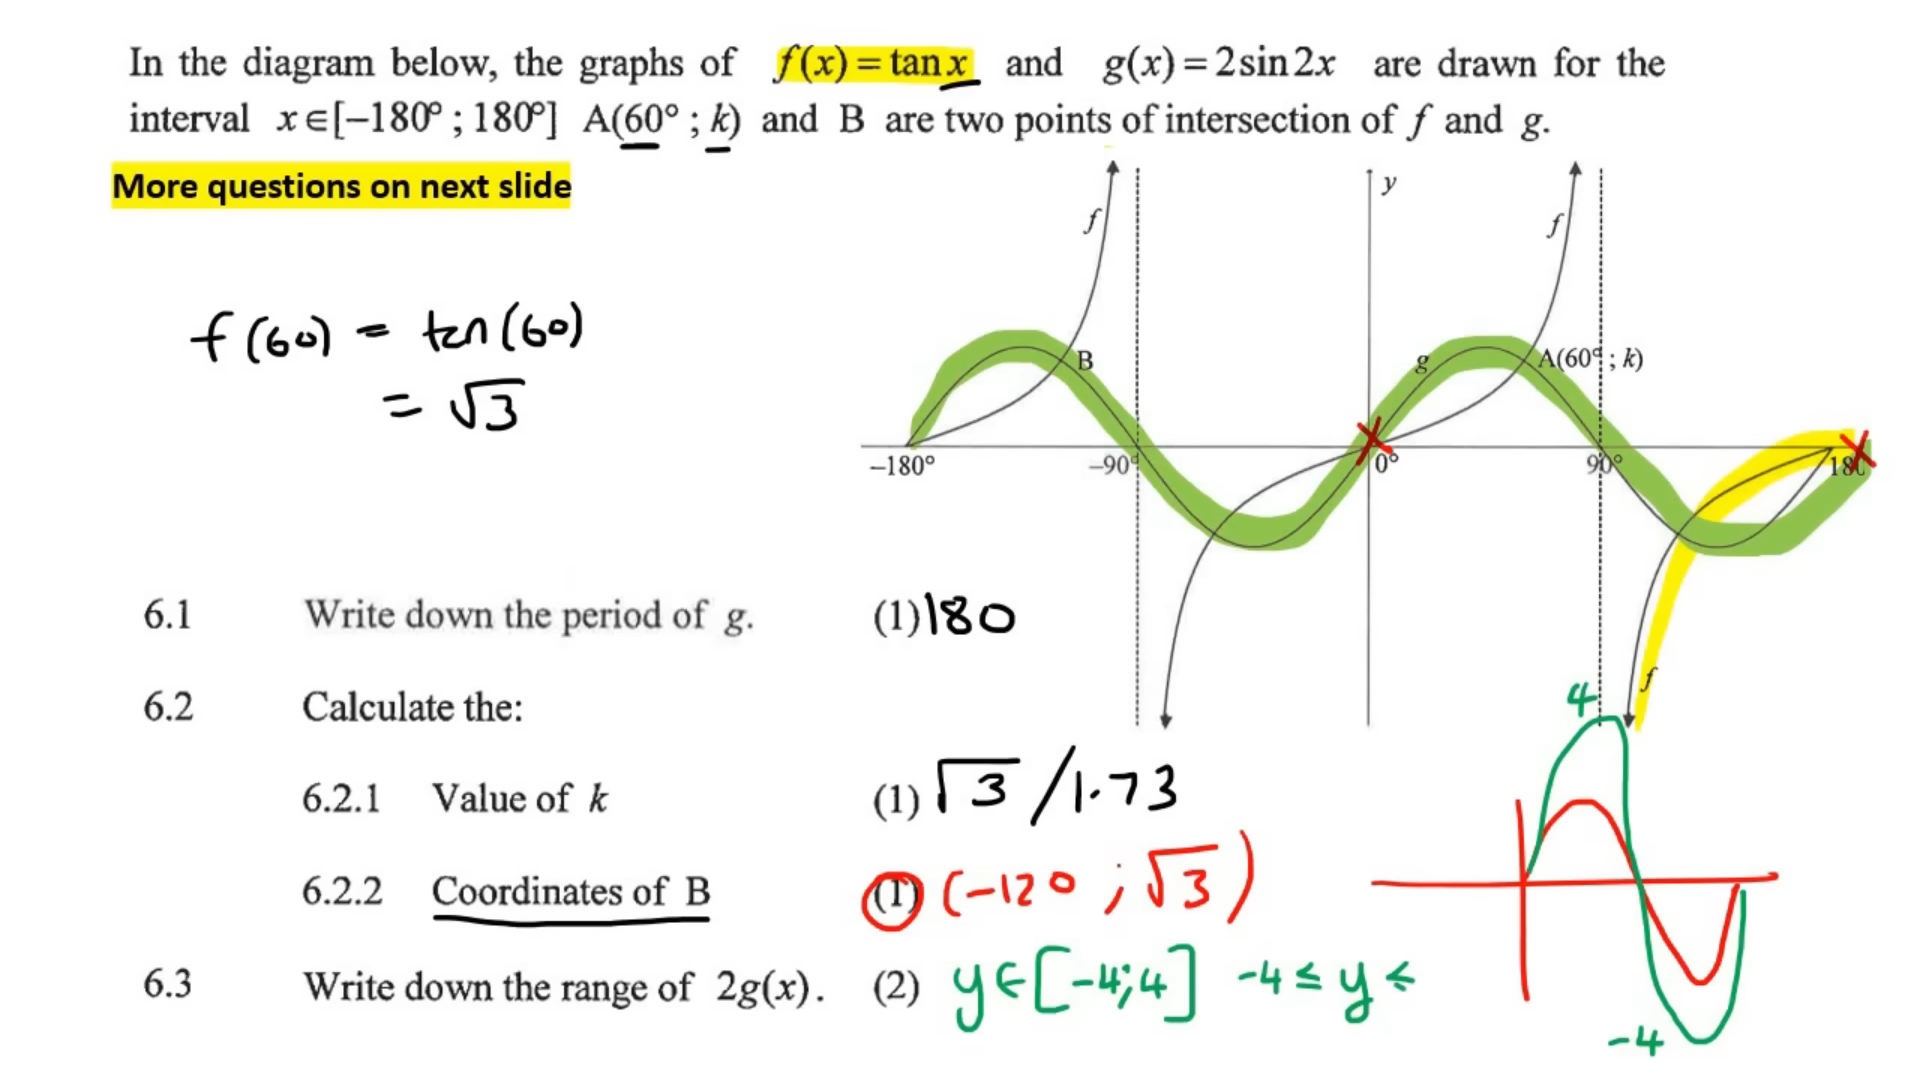 In the diagram below, the graphs of f(x) = tan x and g(x) = 2 sin 2x are drawn for the
interval x ∈ [–180° ; 180°] A(60° ; k) and B are two points of intersection of f and g.
More questions on next slide
f
y
f
f(60) = tan(60)
= √3
B
g
A(60° ; k)
–180°
–90°
0°
90°
180
f
6.1 Write down the period of g. (1) 180
6.2 Calculate the:
4
6.2.1 Value of k (1) √3 / 1.73
6.2.2 Coordinates of B (1) (-120 ; √3)
6.3 Write down the range of 2g(x). (2) y ∈ [-4; 4] -4 ≤ y ≤
-4